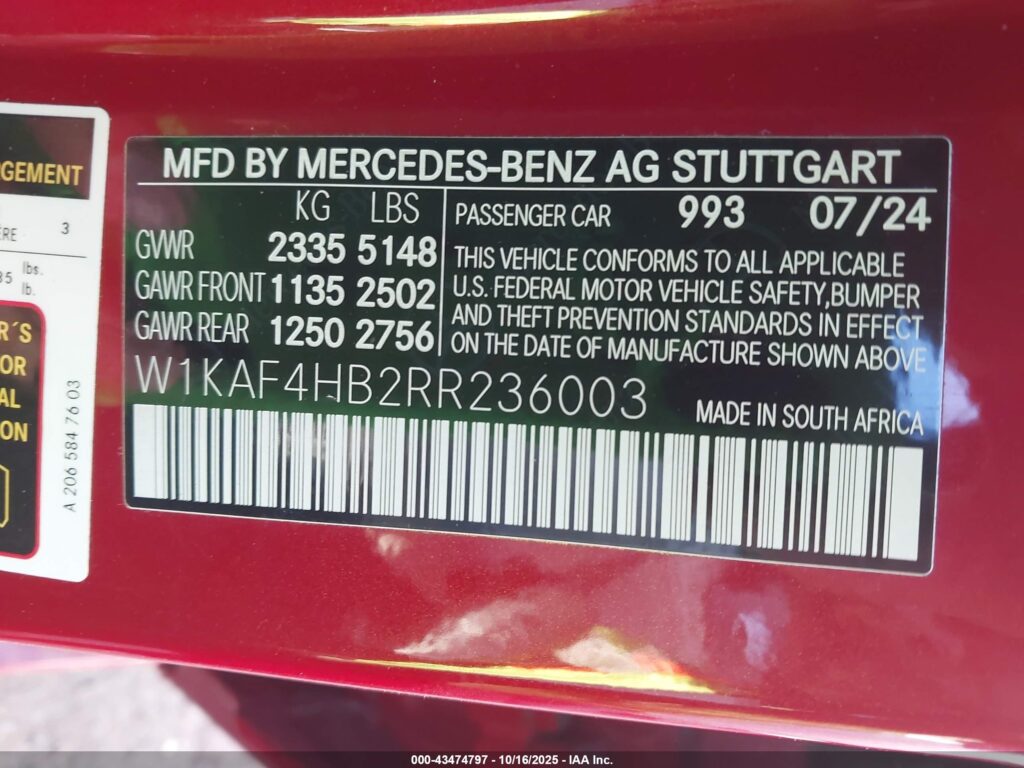 GEMENT
3
lbs.
lb.
R´S
OR
AL
ON
A 206 584 76 03
MFD BY MERCEDES-BENZ AG STUTTGART
KG LBS
GVWR 2335 5148
GAWR FRONT 1135 2502
GAWR REAR 1250 2756
PASSENGER CAR 993 07/24
THIS VEHICLE CONFORMS TO ALL APPLICABLE
U.S. FEDERAL MOTOR VEHICLE SAFETY,BUMPER
AND THEFT PREVENTION STANDARDS IN EFFECT
ON THE DATE OF MANUFACTURE SHOWN ABOVE
W1KAF4HB2RR236003
MADE IN SOUTH AFRICA
000-43474797 - 10/16/2025 - IAA Inc.